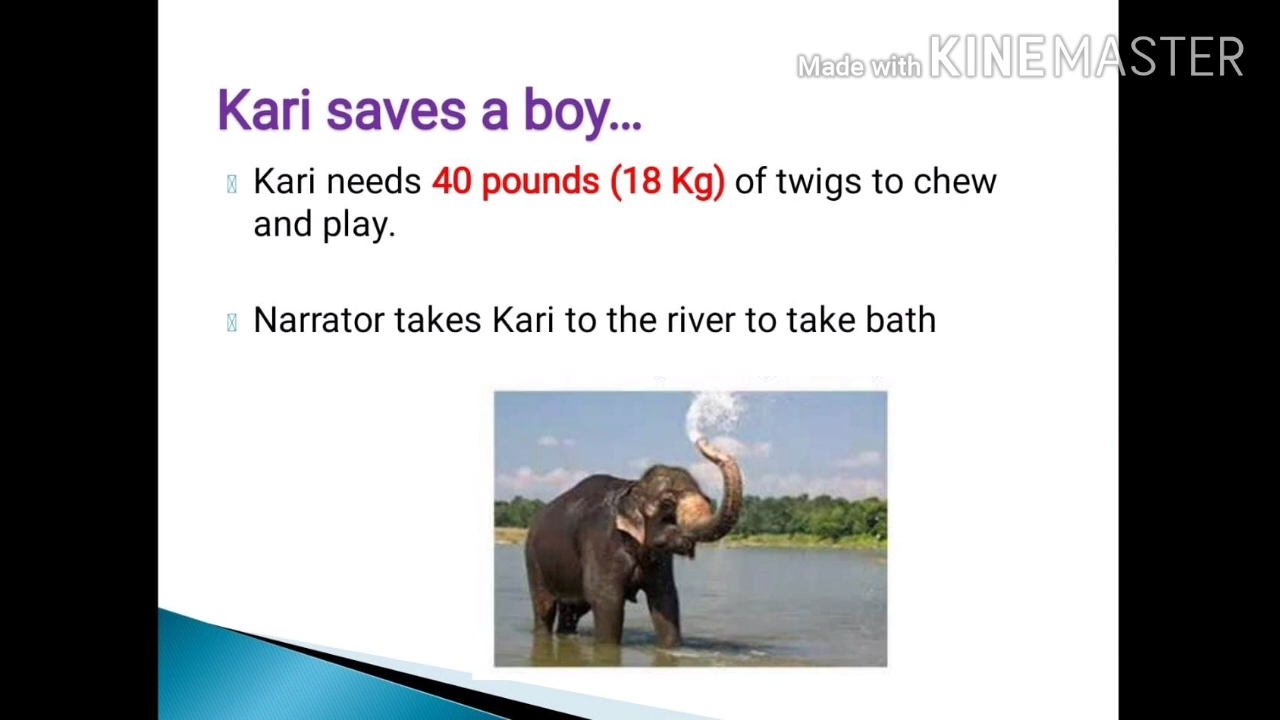 Made with KINEMASTER
Kari saves a boy...
Kari needs 40 pounds (18 Kg) of twigs to chew
and play.
Narrator takes Kari to the river to take bath